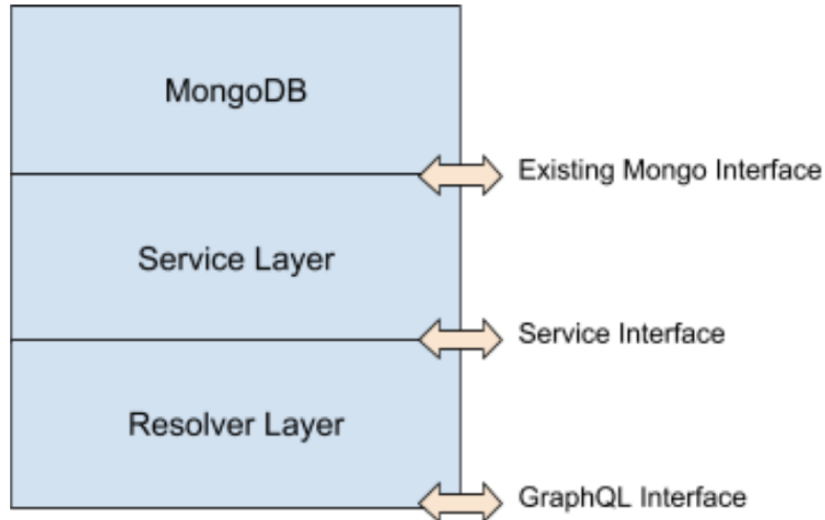 MongoDB
Existing Mongo Interface
Service Layer
Service Interface
Resolver Layer
GraphQL Interface